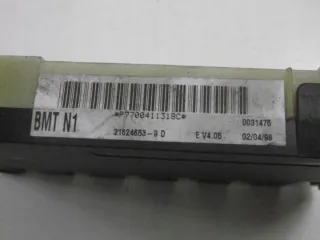 *P7700411318C*
0031476
BMT N1
21624653-9 D E V4.05 02/04/98